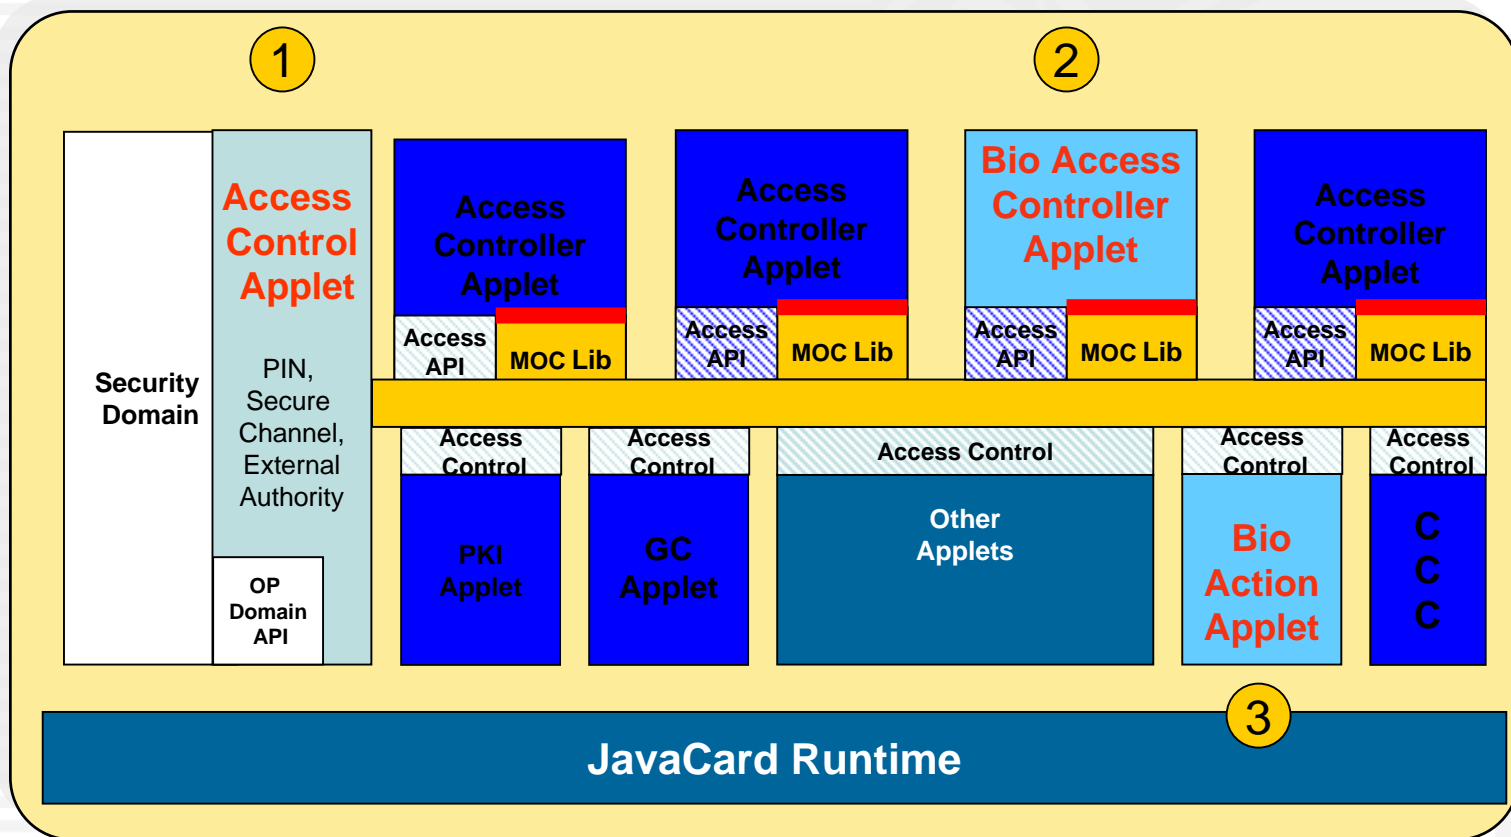 1
2
Security
Domain
Access
Control
Applet
PIN,
Secure
Channel,
External
Authority
OP
Domain
API
Access
Controller
Applet
Access
API
MOC Lib
Access
Controller
Applet
Access
API
MOC Lib
Bio Access
Controller
Applet
Access
API
MOC Lib
Access
Controller
Applet
Access
API
MOC Lib
Access
Control
PKI
Applet
Access
Control
GC
Applet
Access Control
Other
Applets
Access
Control
Bio
Action
Applet
Access
Control
C
C
C
3
JavaCard Runtime